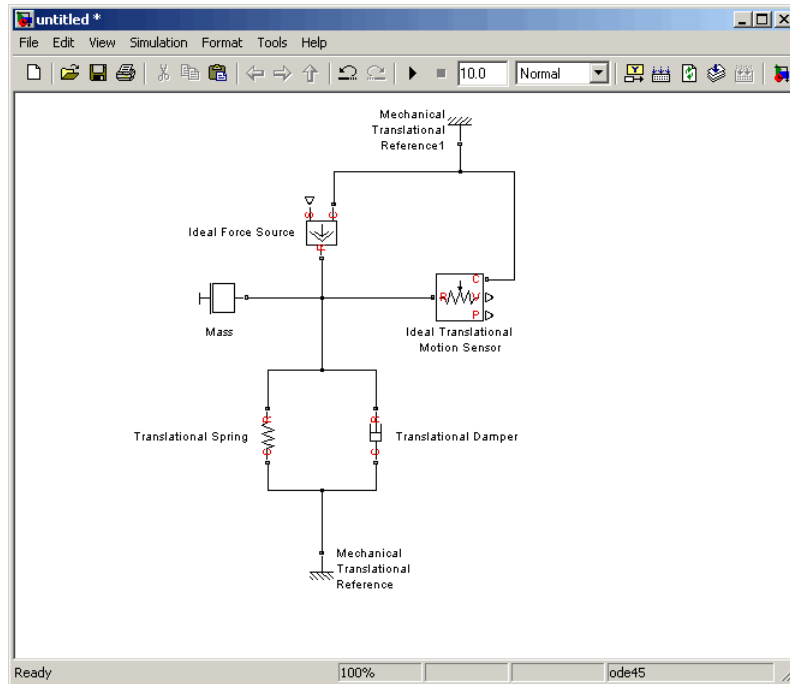 untitled *
File Edit View Simulation Format Tools Help
10.0 Normal
Mechanical
Translational
Reference1
S C
Ideal Force Source
R
C
R V
P
Mass
Ideal Translational
Motion Sensor
R R
Translational Spring Translational Damper
C C
Mechanical
Translational
Reference
Ready 100% ode45